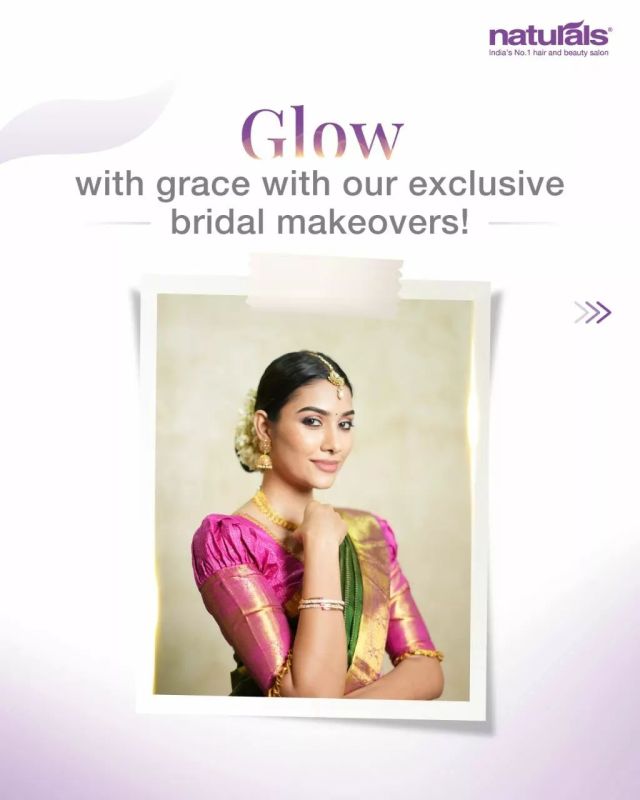 naturals®
India's No.1 hair and beauty salon
Glow
with grace with our exclusive
bridal makeovers!